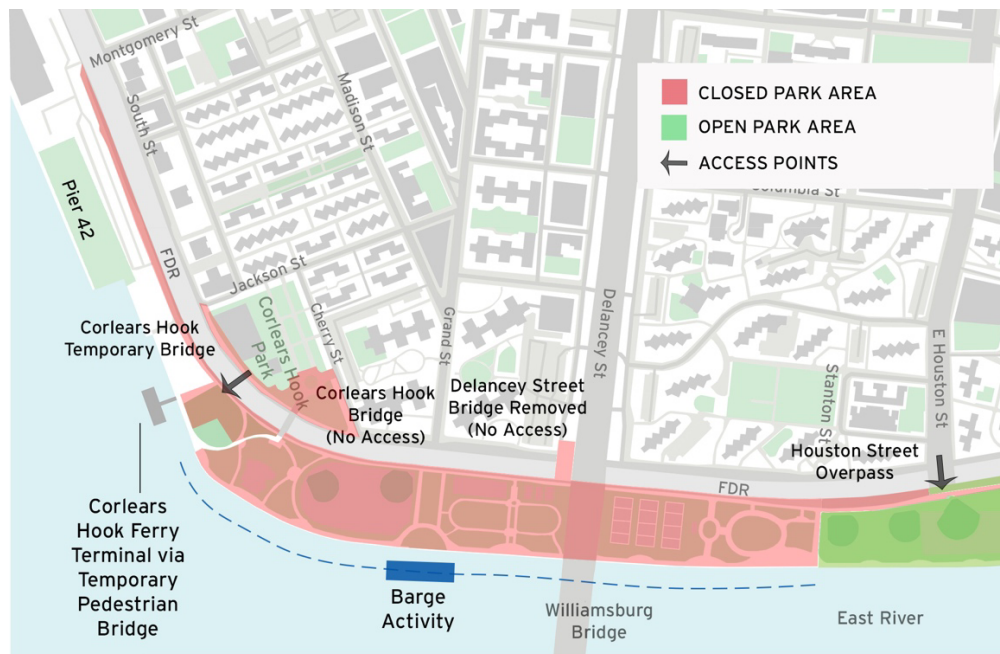 Montgomery St
South St
Madison St
CLOSED PARK AREA
OPEN PARK AREA
ACCESS POINTS
Columbia St
Pier 42
FDR
Jackson St
Corlears Hook
Park
Cherry St
Grand St
Delancey St
Stanton St
E Houston St
Corlears Hook
Temporary Bridge
Corlears Hook
Bridge
(No Access)
Delancey Street
Bridge Removed
(No Access)
Houston Street
Overpass
FDR
Corlears
Hook Ferry
Terminal via
Temporary
Pedestrian
Bridge
Barge
Activity
Williamsburg
Bridge
East River